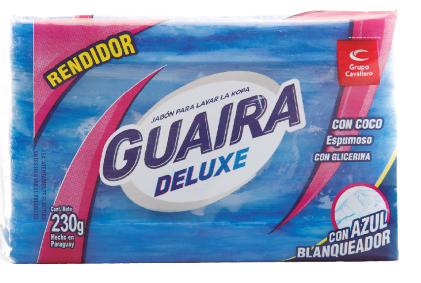 RENDIDOR
Grupo
Cavallaro
JABÓN PARA LAVAR LA ROPA
GUAIRA
DELUXE
CON COCO
Espumoso
CON GLICERINA
Cont. Neto
230g
Hecho en
Paraguay
CON AZUL
BLANQUEADOR